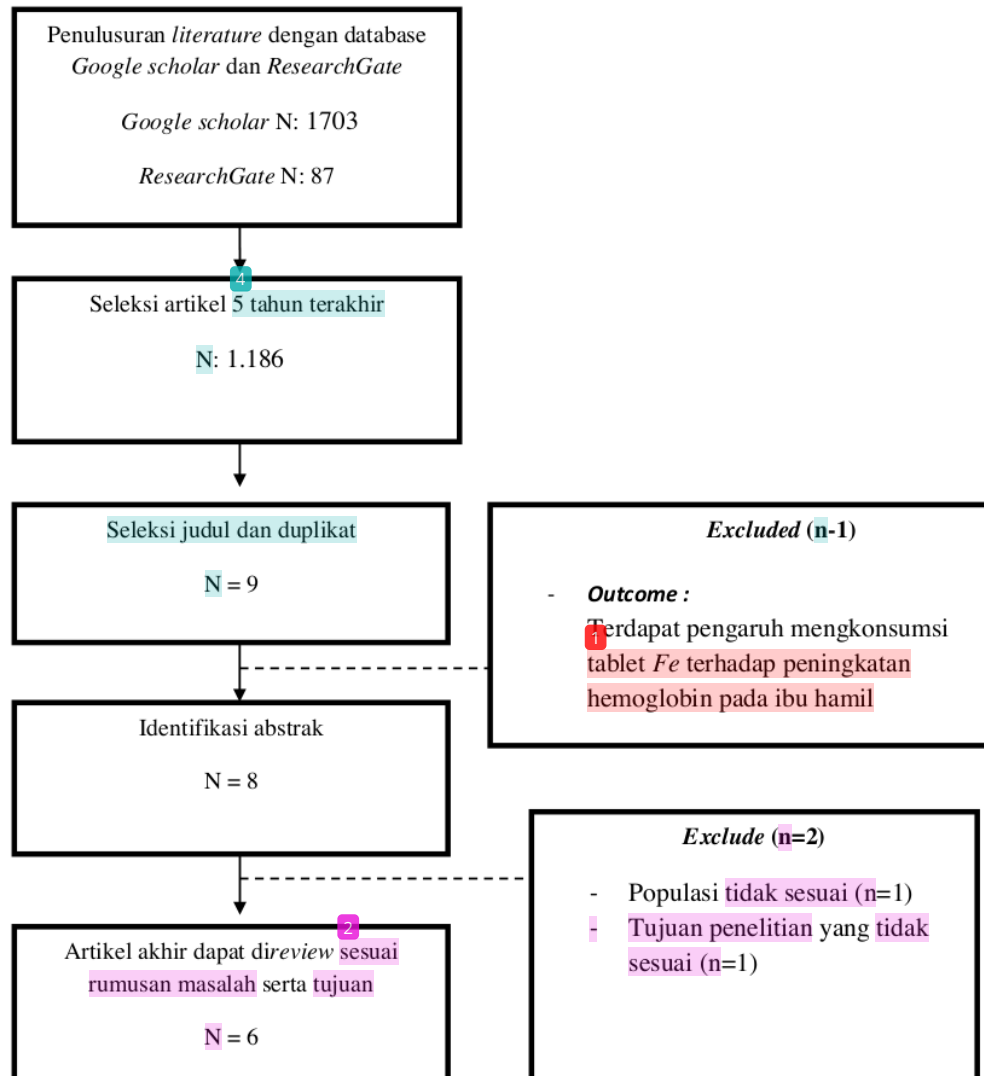 Penulusuran literature dengan database
Google scholar dan ResearchGate
Google scholar N: 1703
ResearchGate N: 87
4
Seleksi artikel 5 tahun terakhir
N: 1.186
Seleksi judul dan duplikat
N = 9
Excluded (n-1)
- Outcome :
Terdapat pengaruh mengkonsumsi
1
tablet Fe terhadap peningkatan
hemoglobin pada ibu hamil
Identifikasi abstrak
N = 8
Exclude (n=2)
- Populasi tidak sesuai (n=1)
- Tujuan penelitian yang tidak
sesuai (n=1)
2
Artikel akhir dapat direview sesuai
rumusan masalah serta tujuan
N = 6